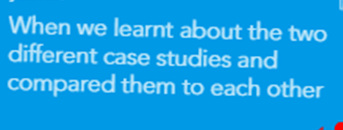 When we learnt about the two
different case studies and
compared them to each other